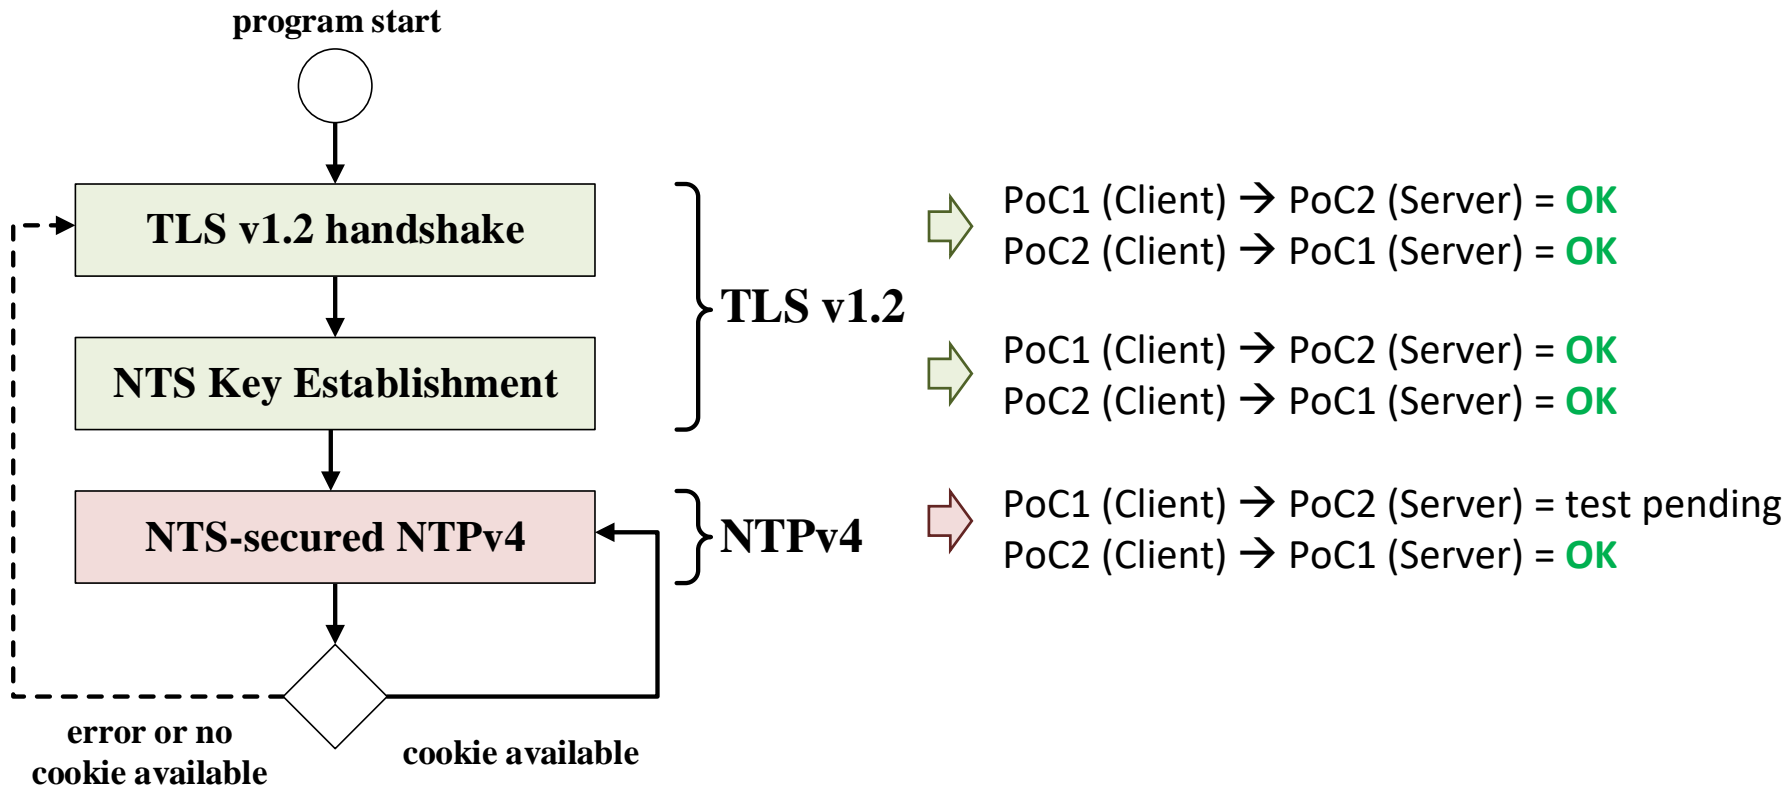 program start
TLS v1.2 handshake
NTS Key Establishment
NTS-secured NTPv4
error or no
cookie available
cookie available
TLS v1.2
NTPv4
PoC1 (Client) → PoC2 (Server) = OK
PoC2 (Client) → PoC1 (Server) = OK
PoC1 (Client) → PoC2 (Server) = OK
PoC2 (Client) → PoC1 (Server) = OK
PoC1 (Client) → PoC2 (Server) = test pending
PoC2 (Client) → PoC1 (Server) = OK